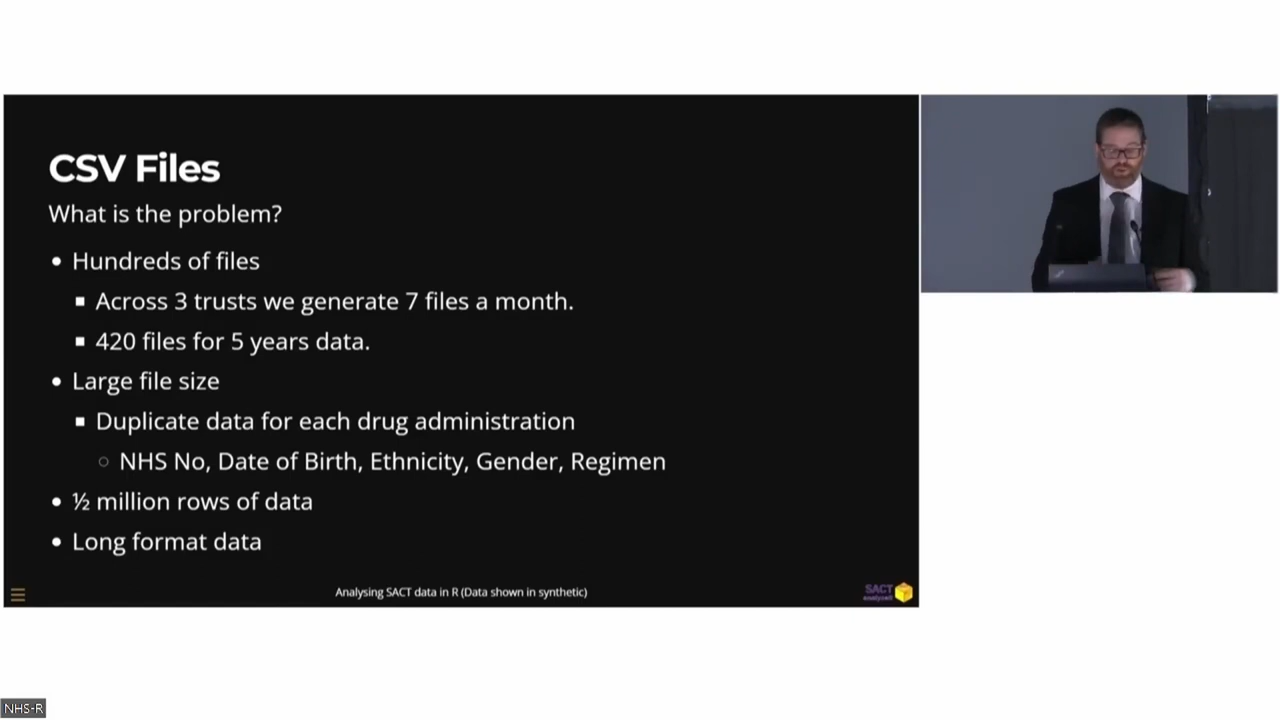 CSV Files
What is the problem?
• Hundreds of files
▪ Across 3 trusts we generate 7 files a month.
▪ 420 files for 5 years data.
• Large file size
▪ Duplicate data for each drug administration
○ NHS No, Date of Birth, Ethnicity, Gender, Regimen
• ½ million rows of data
• Long format data
Analysing SACT data in R (Data shown in synthetic)
SACT
NHS-R